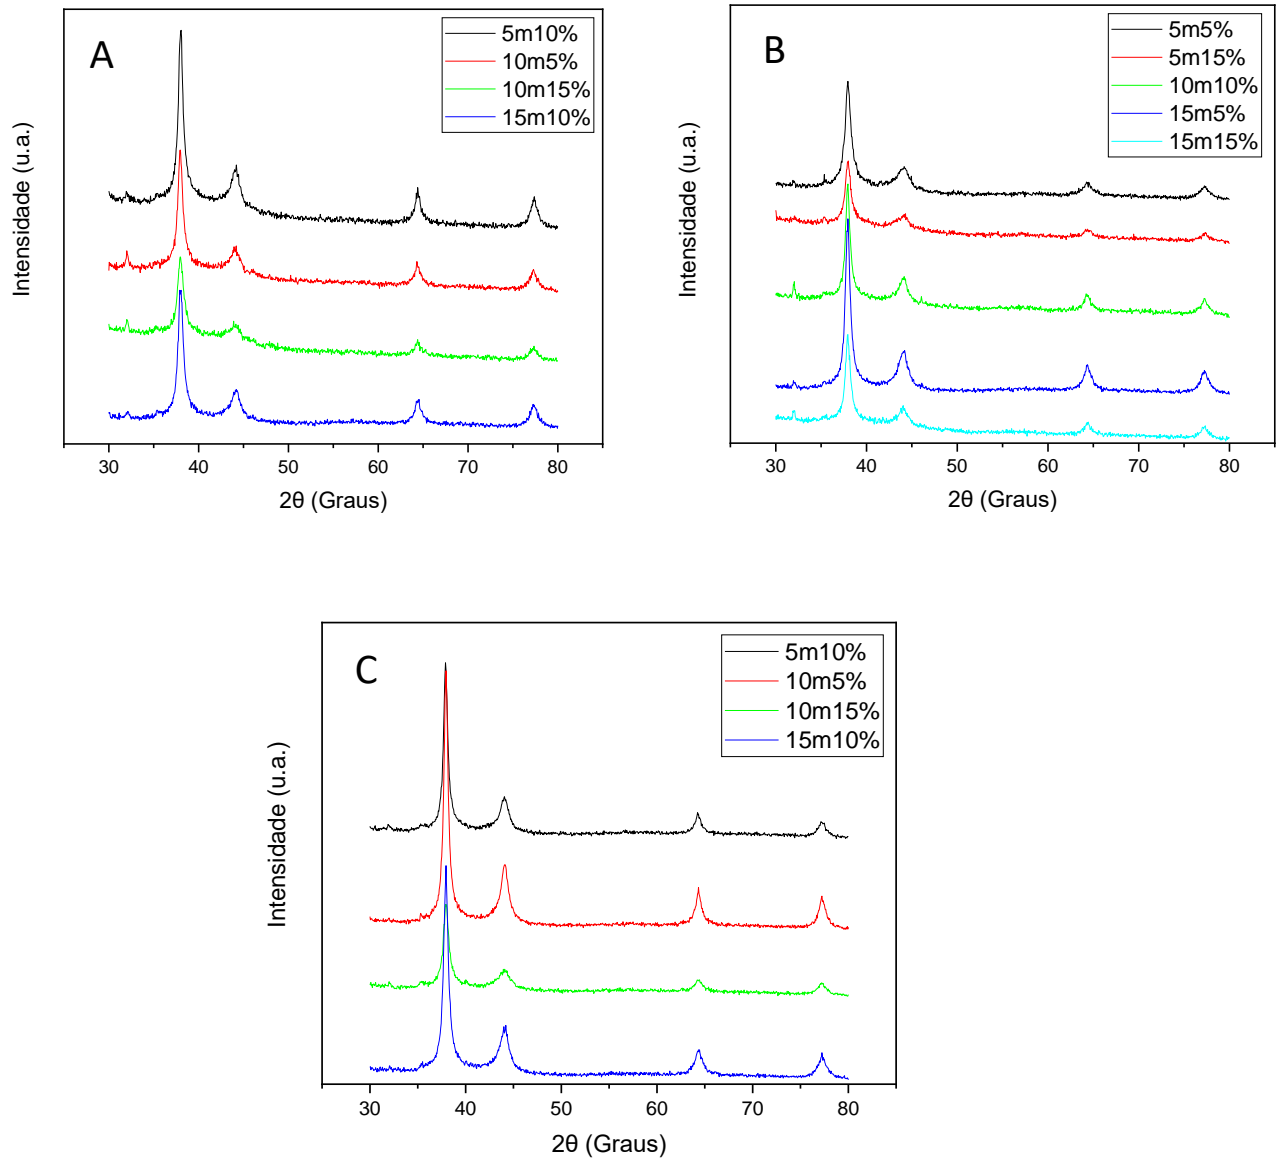 A
5m10%
10m5%
10m15%
15m10%
Intensidade (u.a.)
30 40 50 60 70 80
2θ (Graus)
B
5m5%
5m15%
10m10%
15m5%
15m15%
Intensidade (u.a.)
30 40 50 60 70 80
2θ (Graus)
C
5m10%
10m5%
10m15%
15m10%
Intensidade (u.a.)
30 40 50 60 70 80
2θ (Graus)